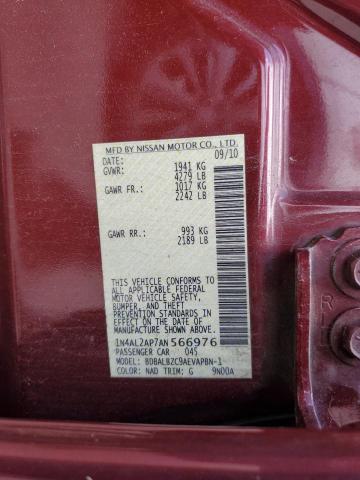 MFD BY NISSAN MOTOR CO., LTD.
DATE: 09/10
GVWR: 1941 KG
4279 LB
GAWR FR.: 1017 KG
2242 LB
GAWR RR.: 993 KG
2189 LB
THIS VEHICLE CONFORMS TO
ALL APPLICABLE FEDERAL
MOTOR VEHICLE SAFETY,
BUMPER, AND THEFT
PREVENTION STANDARDS IN
EFFECT ON THE DATE OF
MANUFACTURE SHOWN ABOVE.
1N4AL2AP7AN566976
PASSENGER CAR 045
MODEL: BDBALBZC9AEVAPBN-1
COLOR: NAD TRIM: G 9N00A
R